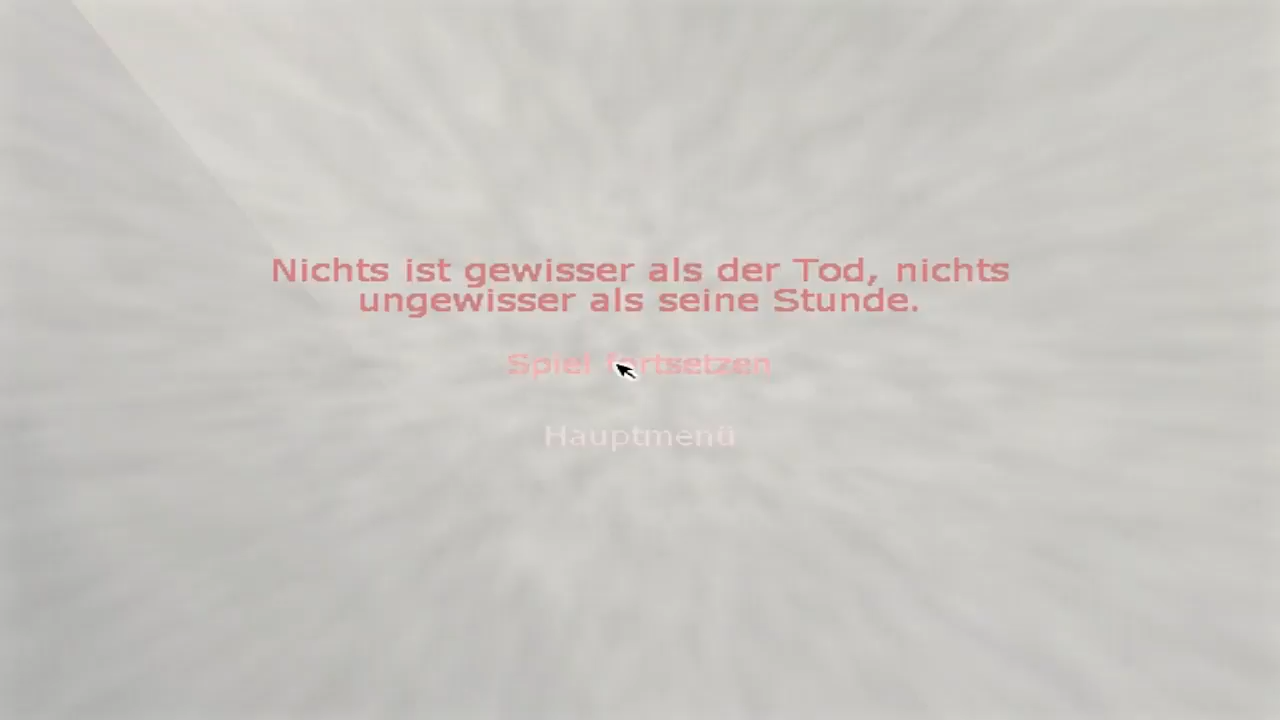 Nichts ist gewisser als der Tod, nichts
ungewisser als seine Stunde.
Spiel fortsetzen
Hauptmenü